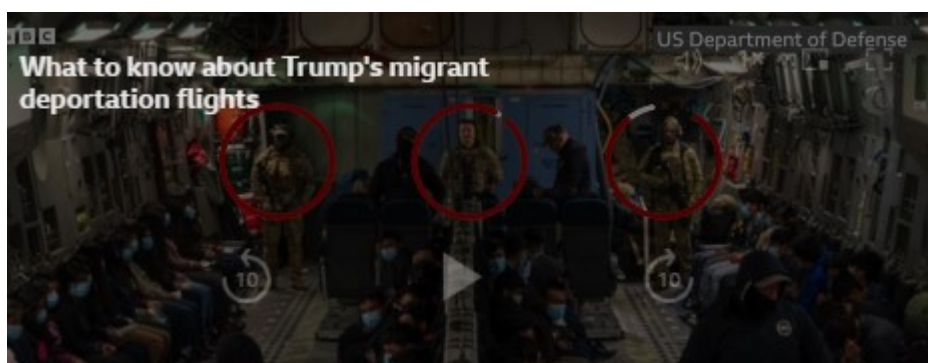 BBC
US Department of Defense
What to know about Trump's migrant
deportation flights
10
10